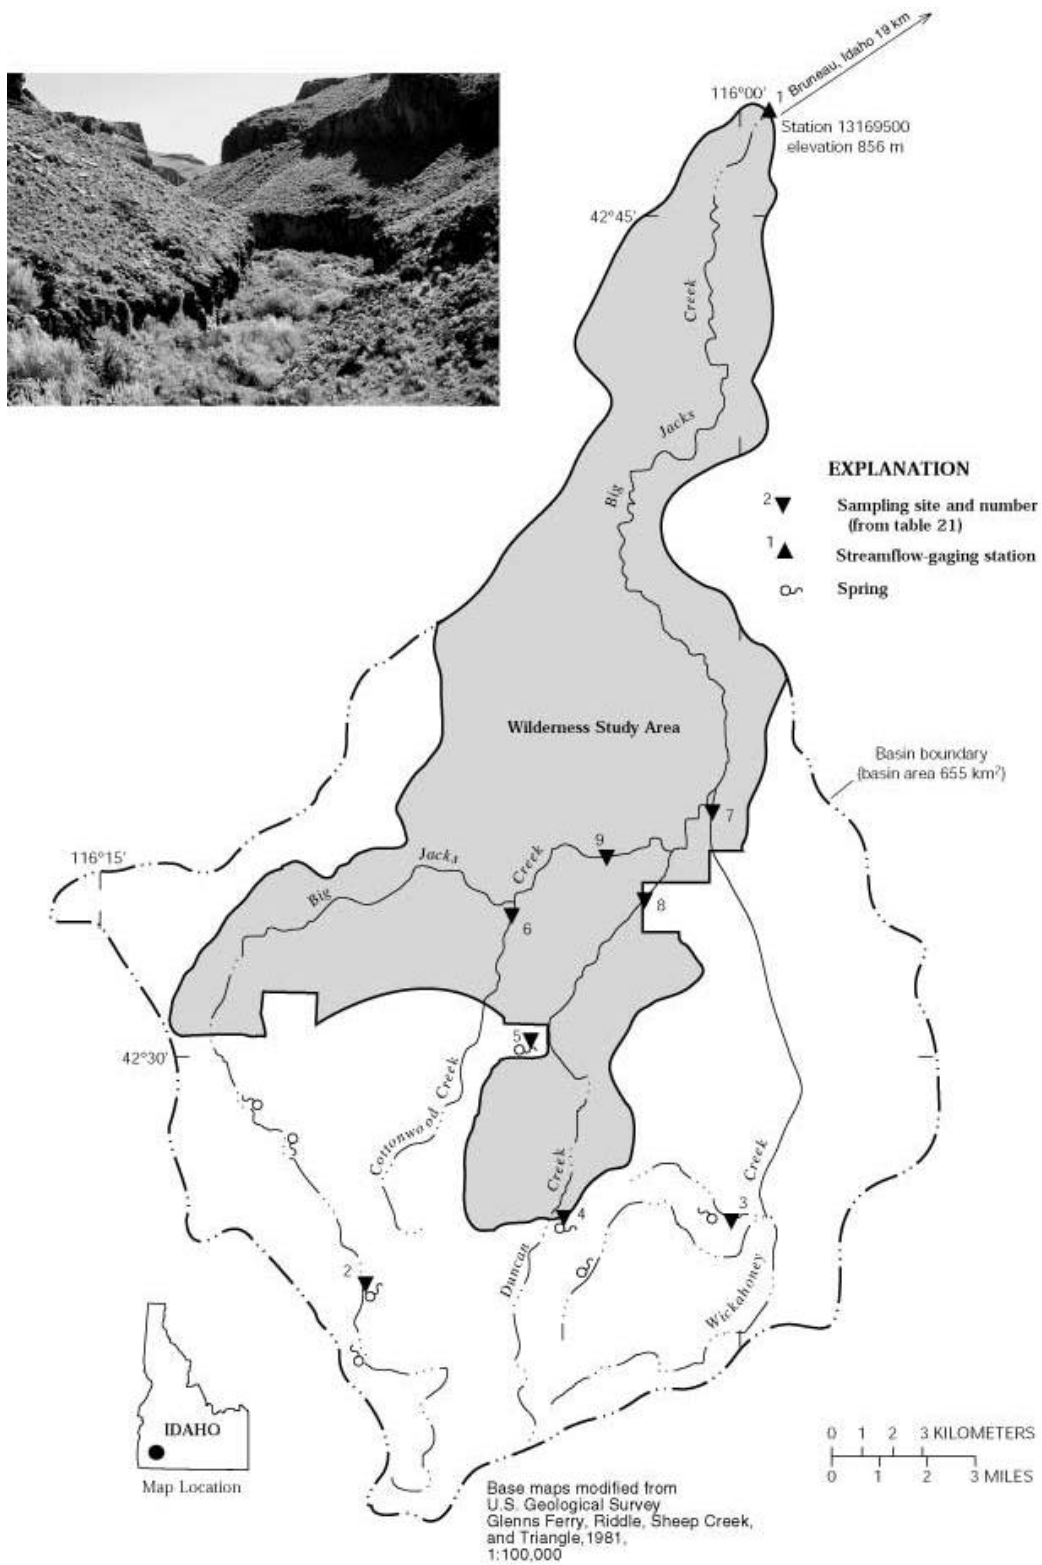 1 Bruneau, Idaho 19 km
116°00'
Station 13169500
elevation 856 m
42°45'
Creek
Jacks
Big
EXPLANATION
2
Sampling site and number
(from table 21)
1
Streamflow-gaging station
Spring
Wilderness Study Area
Basin boundary
(basin area 655 km²)
7
9
116°15'
Jacks
Creek
Big
8
6
5
42°30'
Creek
Cottonwood
Creek
Creek
3
4
Duncan
2
Wickahoney
IDAHO
Map Location
0 1 2 3 KILOMETERS
0 1 2 3 MILES
Base maps modified from
U.S. Geological Survey
Glenns Ferry, Riddle, Sheep Creek,
and Triangle,1981,
1:100,000